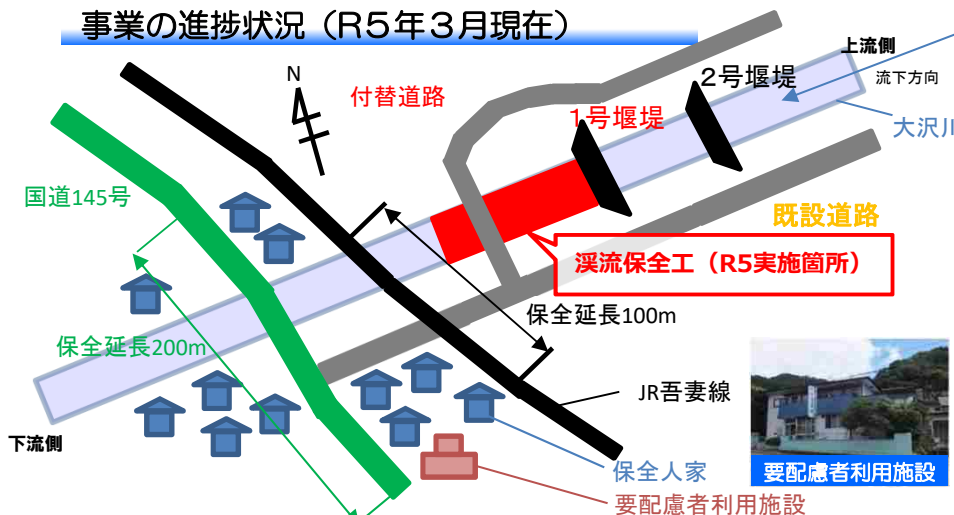 事業の進捗状況（R5年３月現在）
上流側
流下方向
2号堰堤
付替道路
N
1号堰堤
大沢川
国道145号
既設道路
渓流保全工（R5実施箇所）
保全延長100m
保全延長200m
JR吾妻線
下流側
保全人家
要配慮者利用施設
要配慮者利用施設